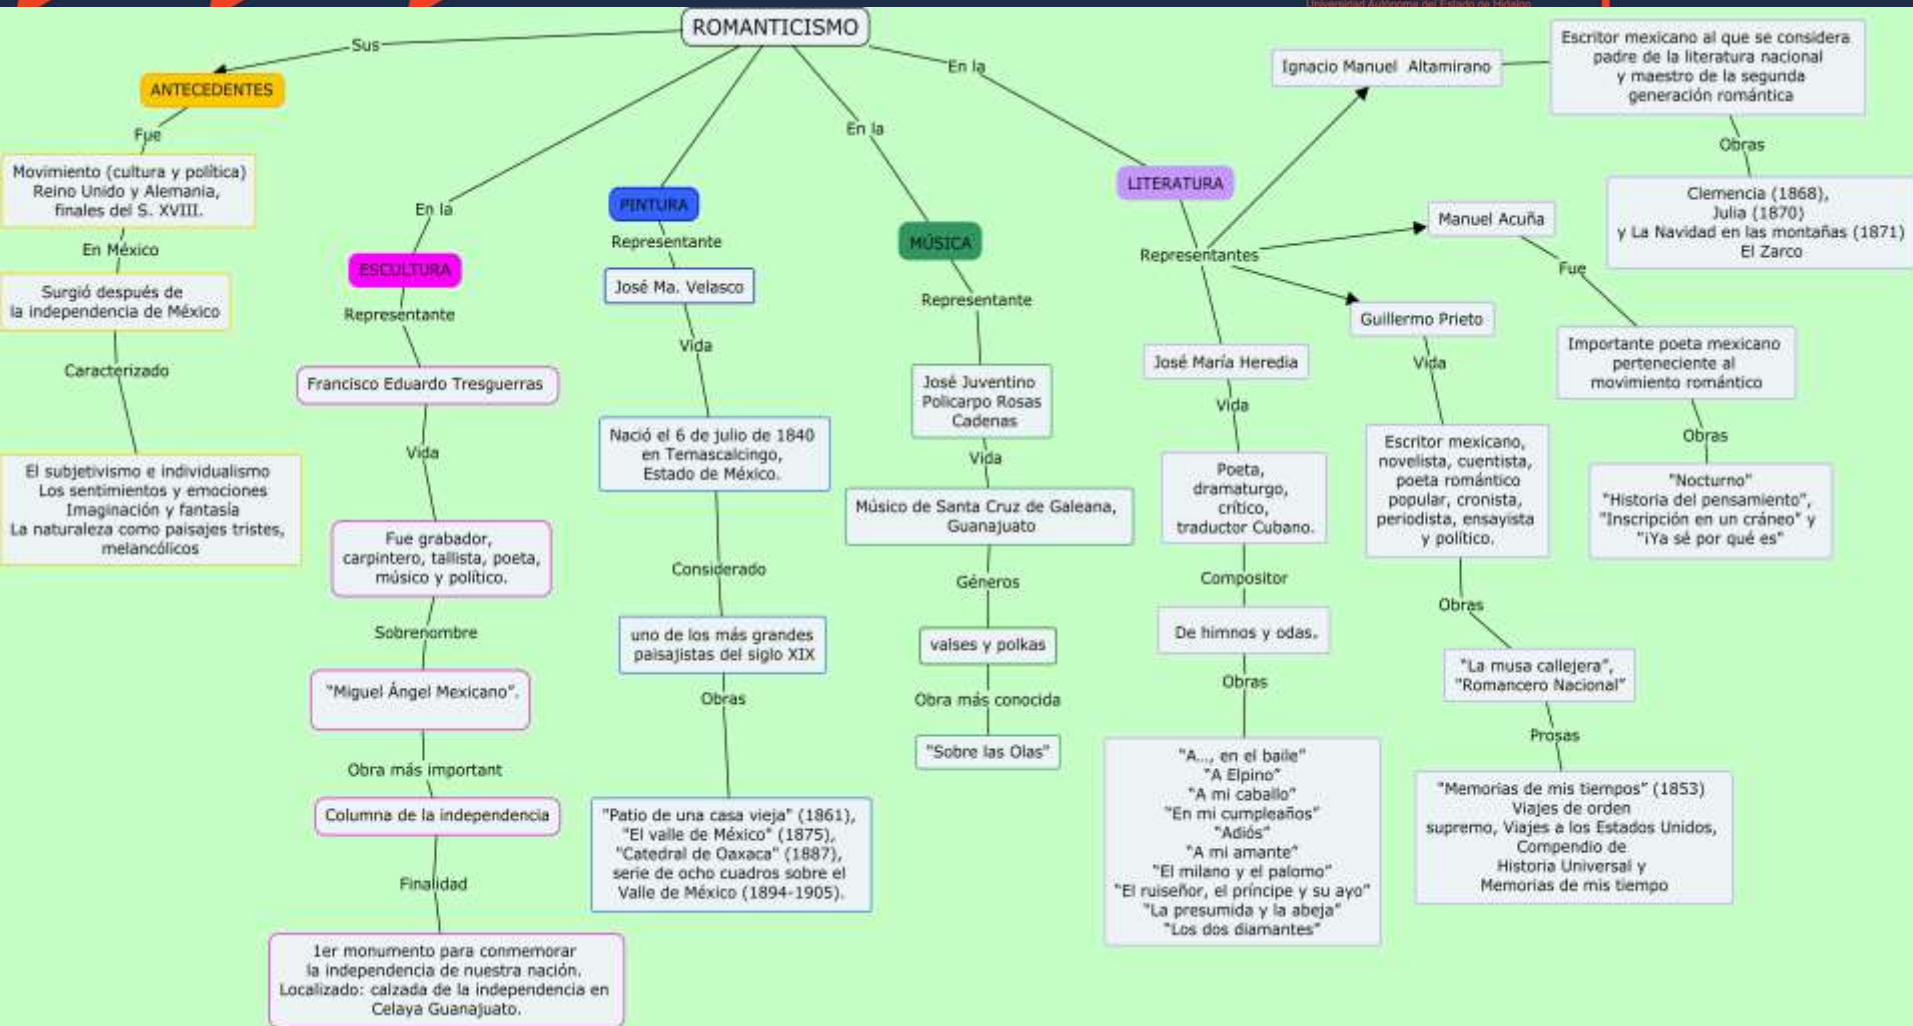 Universidad Autónoma del Estado de Hidalgo
ROMANTICISMO
Sus
ANTECEDENTES
Fue
Movimiento (cultura y política)
Reino Unido y Alemania,
finales del S. XVIII.
En México
Surgió después de
la independencia de México
Caracterizado
El subjetivismo e individualismo
Los sentimientos y emociones
Imaginación y fantasía
La naturaleza como paisajes tristes,
melancólicos
En la
ESCULTURA
Representante
Francisco Eduardo Tresguerras
Vida
Fue grabador,
carpintero, tallista, poeta,
músico y político.
Sobrenombre
"Miguel Ángel Mexicano".
Obra más important
Columna de la independencia
Finalidad
1er monumento para conmemorar
la independencia de nuestra nación.
Localizado: calzada de la independencia en
Celaya Guanajuato.
PINTURA
Representante
José Ma. Velasco
Vida
Nació el 6 de julio de 1840
en Temascalcingo,
Estado de México.
Considerado
uno de los más grandes
paisajistas del siglo XIX
Obras
"Patio de una casa vieja" (1861),
"El valle de México" (1875),
"Catedral de Oaxaca" (1887),
serie de ocho cuadros sobre el
Valle de México (1894-1905).
En la
MÚSICA
Representante
José Juventino
Policarpo Rosas
Cadenas
Vida
Músico de Santa Cruz de Galeana,
Guanajuato
Géneros
valses y polkas
Obra más conocida
"Sobre las Olas"
En la
LITERATURA
Representantes
José María Heredia
Vida
Poeta,
dramaturgo,
crítico,
traductor Cubano.
Compositor
De himnos y odas.
Obras
"A..., en el baile"
"A Elpino"
"A mi caballo"
"En mi cumpleaños"
"Adiós"
"A mi amante"
"El milano y el palomo"
"El ruiseñor, el príncipe y su ayo"
"La presumida y la abeja"
"Los dos diamantes"
Guillermo Prieto
Vida
Escritor mexicano,
novelista, cuentista,
poeta romántico
popular, cronista,
periodista, ensayista
y político.
Obras
"La musa callejera",
"Romancero Nacional"
Prosas
"Memorias de mis tiempos" (1853)
Viajes de orden
supremo, Viajes a los Estados Unidos,
Compendio de
Historia Universal y
Memorias de mis tiempo
Manuel Acuña
Fue
Importante poeta mexicano
perteneciente al
movimiento romántico
Obras
"Nocturno"
"Historia del pensamiento",
"Inscripción en un cráneo" y
"¡Ya sé por qué es"
Ignacio Manuel Altamirano
Escritor mexicano al que se considera
padre de la literatura nacional
y maestro de la segunda
generación romántica
Obras
Clemencia (1868),
Julia (1870)
y La Navidad en las montañas (1871)
El Zarco